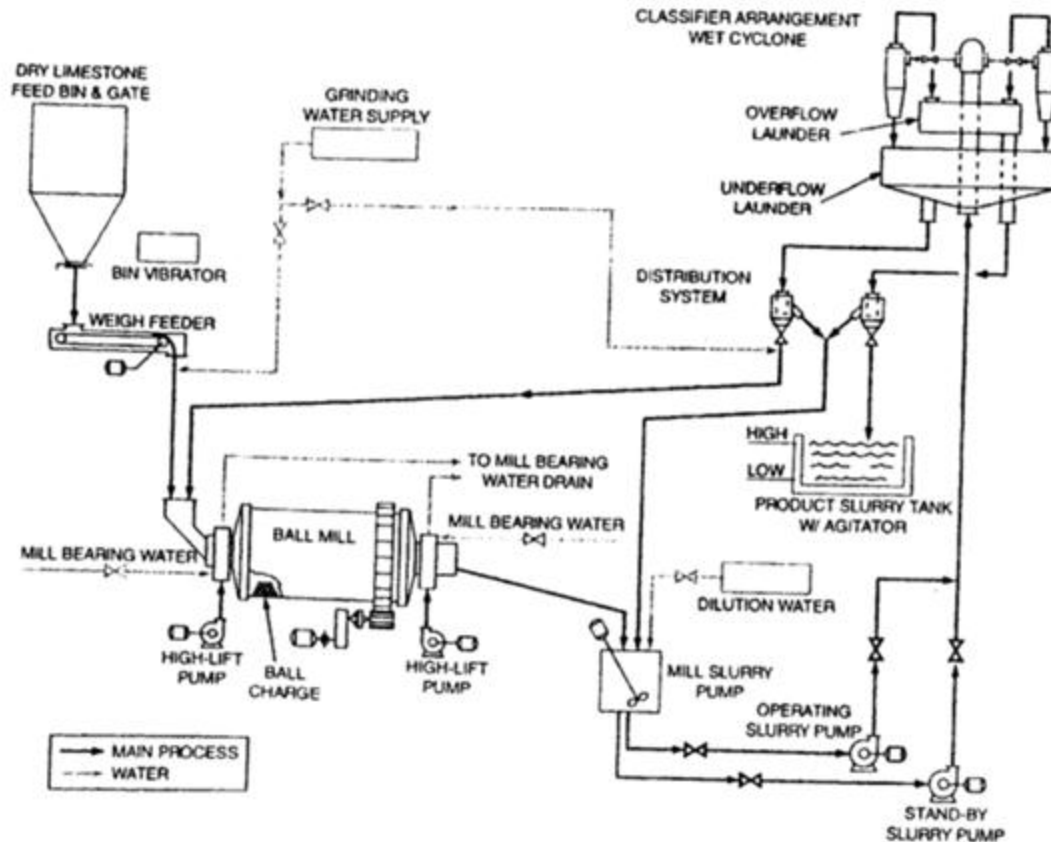 CLASSIFIER ARRANGEMENT
WET CYCLONE
DRY LIMESTONE
FEED BIN & GATE
GRINDING
WATER SUPPLY
OVERFLOW
LAUNDER
UNDERFLOW
LAUNDER
BIN VIBRATOR
DISTRIBUTION
SYSTEM
WEIGH FEEDER
HIGH
LOW
TO MILL BEARING
WATER DRAIN
PRODUCT SLURRY TANK
W/ AGITATOR
BALL MILL
MILL BEARING WATER
MILL BEARING WATER
DILUTION WATER
HIGH-LIFT
PUMP
BALL
CHARGE
HIGH-LIFT
PUMP
MILL SLURRY
PUMP
OPERATING
SLURRY PUMP
MAIN PROCESS
WATER
STAND-BY
SLURRY PUMP